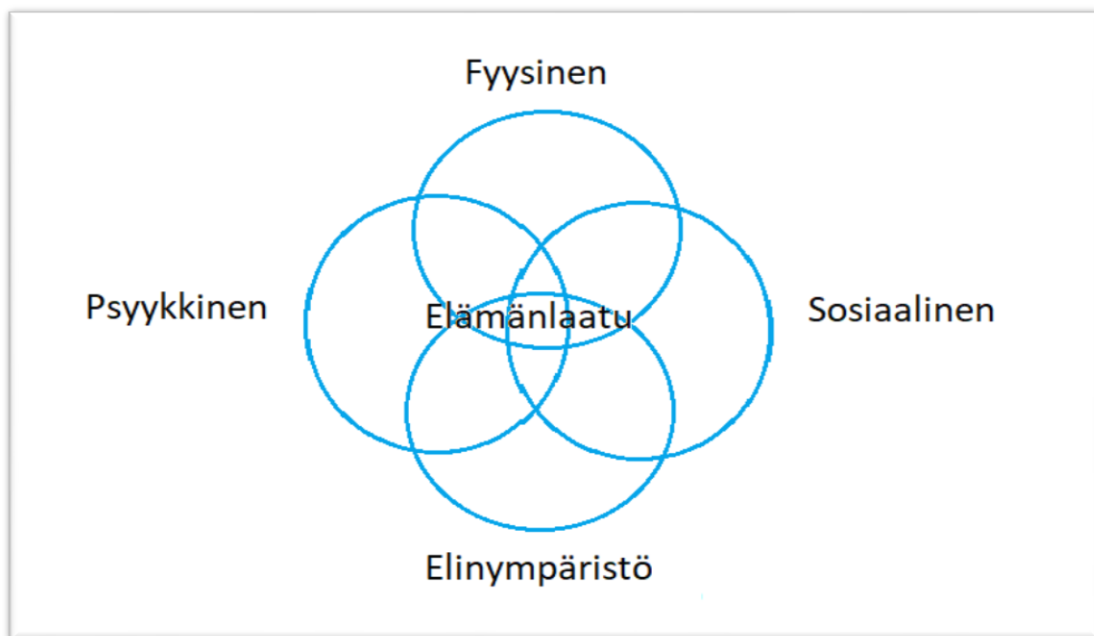 Fyysinen
Psyykkinen
Elämänlaatu
Sosiaalinen
Elinympäristö